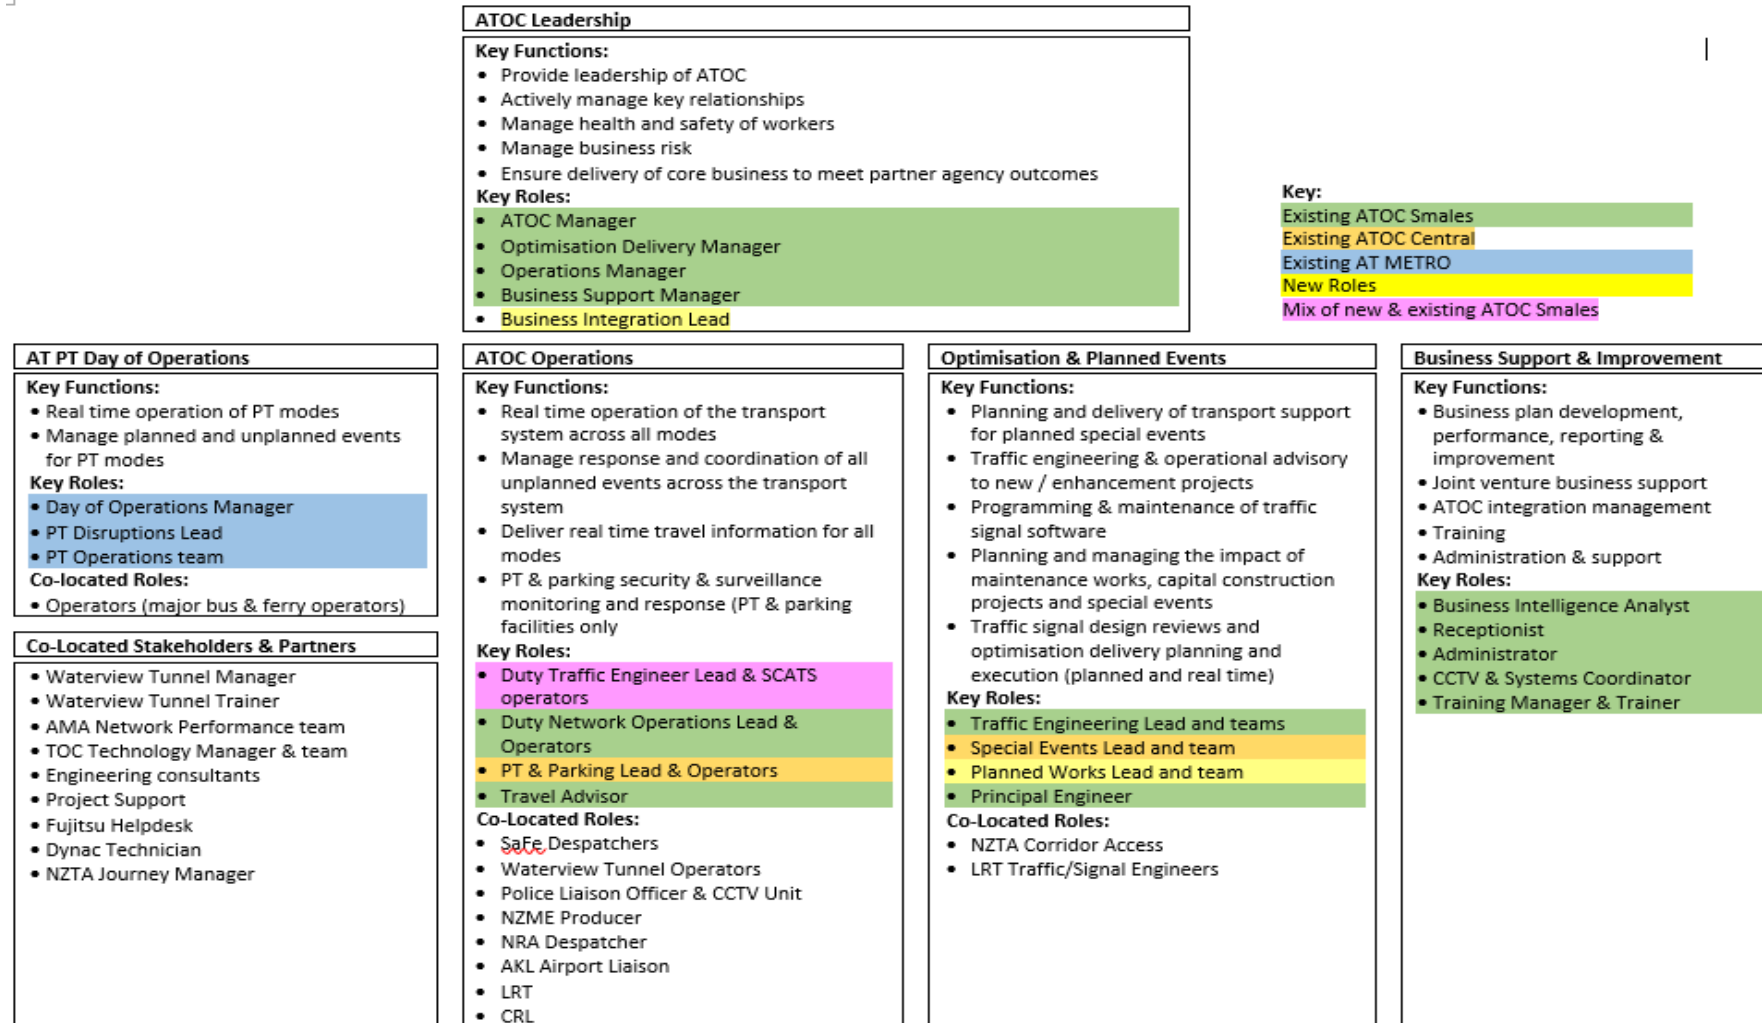 ATOC Leadership
Key Functions:
• Provide leadership of ATOC
• Actively manage key relationships
• Manage health and safety of workers
• Manage business risk
• Ensure delivery of core business to meet partner agency outcomes
Key Roles:
• ATOC Manager
• Optimisation Delivery Manager
• Operations Manager
• Business Support Manager
• Business Integration Lead
Key:
Existing ATOC Smales
Existing ATOC Central
Existing AT METRO
New Roles
Mix of new & existing ATOC Smales
AT PT Day of Operations
Key Functions:
• Real time operation of PT modes
• Manage planned and unplanned events
for PT modes
Key Roles:
• Day of Operations Manager
• PT Disruptions Lead
• PT Operations team
Co-located Roles:
• Operators (major bus & ferry operators)
Co-Located Stakeholders & Partners
• Waterview Tunnel Manager
• Waterview Tunnel Trainer
• AMA Network Performance team
• TOC Technology Manager & team
• Engineering consultants
• Project Support
• Fujitsu Helpdesk
• Dynac Technician
• NZTA Journey Manager
ATOC Operations
Key Functions:
• Real time operation of the transport
system across all modes
• Manage response and coordination of all
unplanned events across the transport
system
• Deliver real time travel information for all
modes
• PT & parking security & surveillance
monitoring and response (PT & parking
facilities only
Key Roles:
• Duty Traffic Engineer Lead & SCATS
operators
• Duty Network Operations Lead &
Operators
• PT & Parking Lead & Operators
• Travel Advisor
Co-Located Roles:
• SaFe Despatchers
• Waterview Tunnel Operators
• Police Liaison Officer & CCTV Unit
• NZME Producer
• NRA Despatcher
• AKL Airport Liaison
• LRT
• CRL
Optimisation & Planned Events
Key Functions:
• Planning and delivery of transport support
for planned special events
• Traffic engineering & operational advisory
to new / enhancement projects
• Programming & maintenance of traffic
signal software
• Planning and managing the impact of
maintenance works, capital construction
projects and special events
• Traffic signal design reviews and
optimisation delivery planning and
execution (planned and real time)
Key Roles:
• Traffic Engineering Lead and teams
• Special Events Lead and team
• Planned Works Lead and team
• Principal Engineer
Co-Located Roles:
• NZTA Corridor Access
• LRT Traffic/Signal Engineers
Business Support & Improvement
Key Functions:
• Business plan development,
performance, reporting &
improvement
• Joint venture business support
• ATOC integration management
• Training
• Administration & support
Key Roles:
• Business Intelligence Analyst
• Receptionist
• Administrator
• CCTV & Systems Coordinator
• Training Manager & Trainer